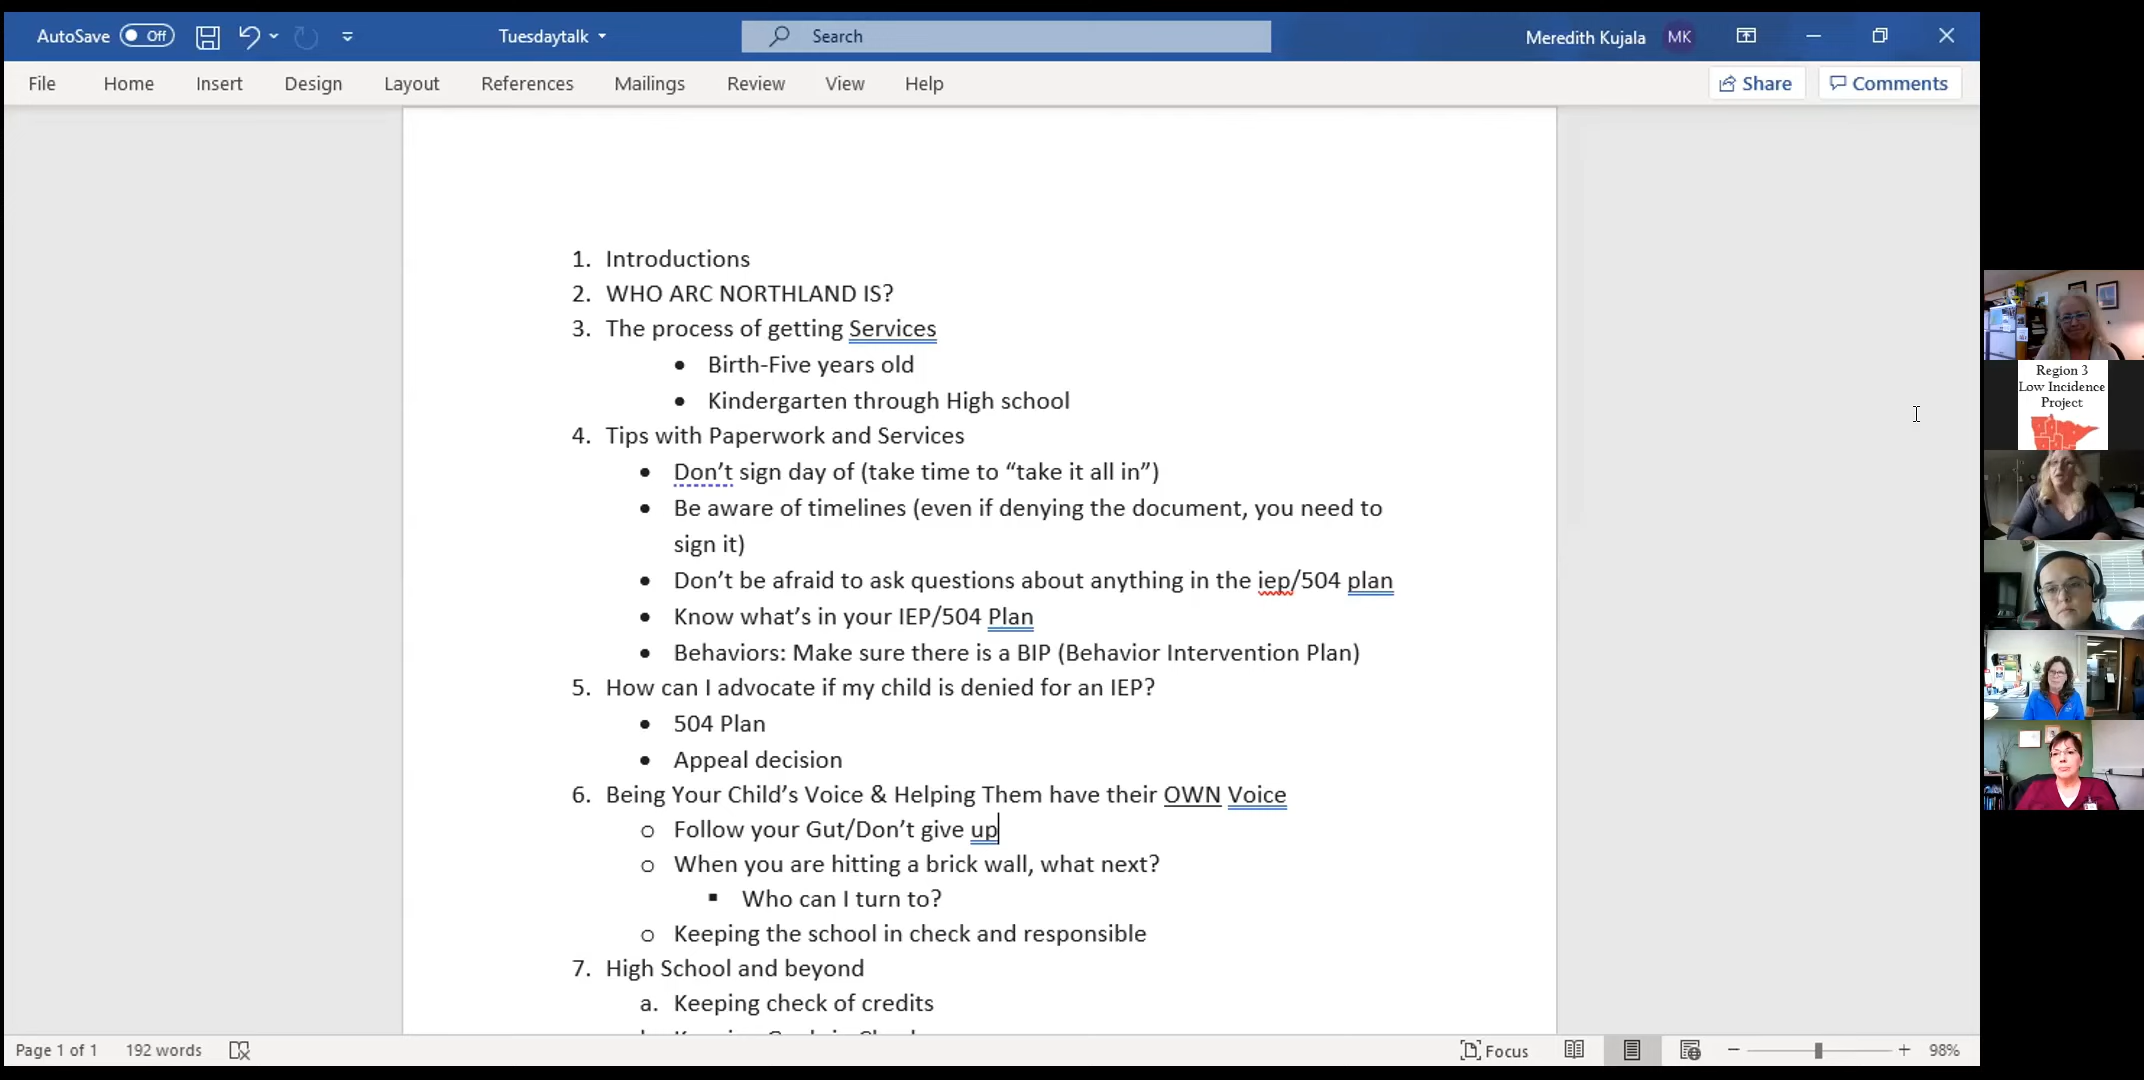 AutoSave Off Tuesdaytalk Search Meredith Kujala MK
File Home Insert Design Layout References Mailings Review View Help Share Comments
1. Introductions
2. WHO ARC NORTHLAND IS?
3. The process of getting Services
• Birth-Five years old
• Kindergarten through High school
4. Tips with Paperwork and Services
• Don’t sign day of (take time to “take it all in”)
• Be aware of timelines (even if denying the document, you need to
sign it)
• Don’t be afraid to ask questions about anything in the iep/504 plan
• Know what’s in your IEP/504 Plan
• Behaviors: Make sure there is a BIP (Behavior Intervention Plan)
5. How can I advocate if my child is denied for an IEP?
• 504 Plan
• Appeal decision
6. Being Your Child’s Voice & Helping Them have their OWN Voice
o Follow your Gut/Don’t give up
o When you are hitting a brick wall, what next?
▪ Who can I turn to?
o Keeping the school in check and responsible
7. High School and beyond
a. Keeping check of credits
Page 1 of 1 192 words Focus 98%
Region 3
Low Incidence
Project